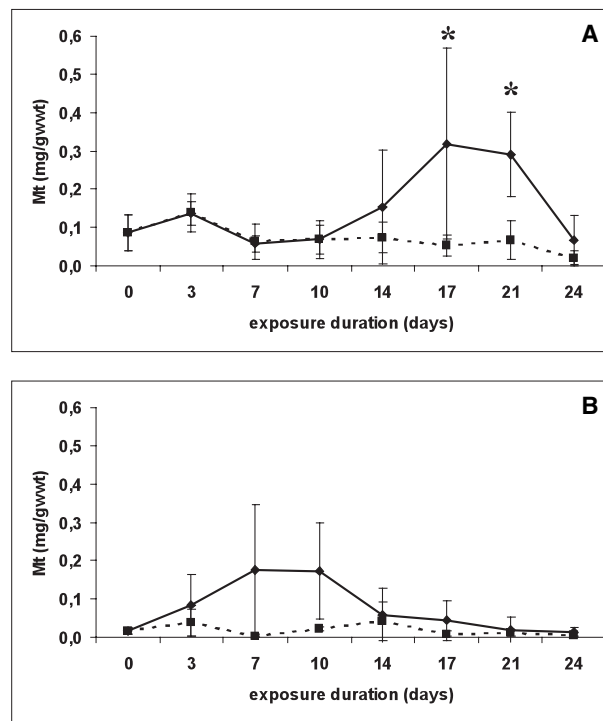 A
Mt (mg/gwwt)
0,6
0,5
0,4
0,3
0,2
0,1
0,0
*
*
0 3 7 10 14 17 21 24
exposure duration (days)
B
Mt (mg/gwwt)
0,6
0,5
0,4
0,3
0,2
0,1
0,0
0 3 7 10 14 17 21 24
exposure duration (days)